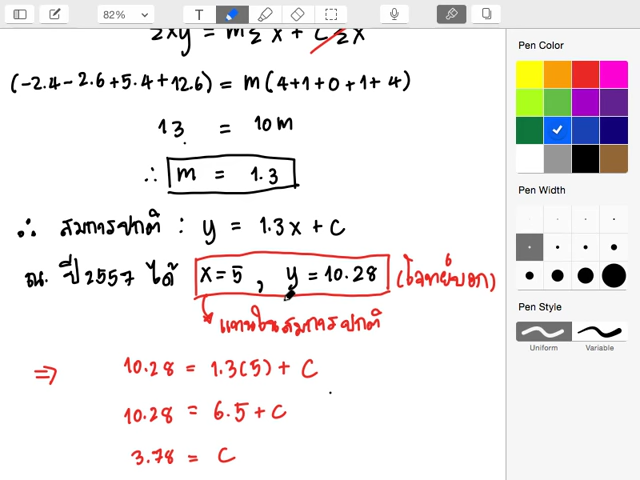 82%
T
ΣXY = mΣX² + CΣX
(-2.4-2.6+5.4+12.6) = m(4+1+0+1+4)
13 = 10m
∴ m = 1.3
∴ สมการปกติ : y = 1.3x + C
ณ. ปี 2557 ได้ x=5 , y=10.28 (โจทย์บอก)
แทนในสมการปกติ
⇒ 10.28 = 1.3(5) + C
10.28 = 6.5 + C
3.78 = C
Pen Color
Pen Width
Pen Style
Uniform
Variable